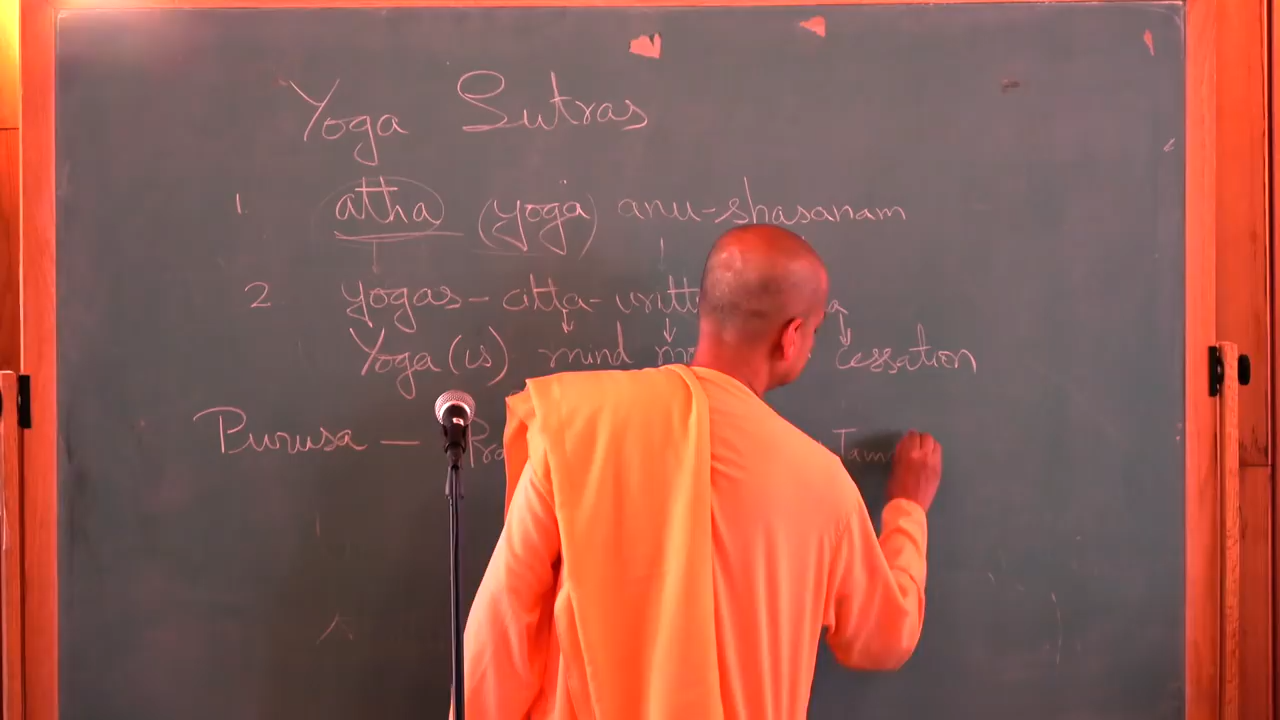 Yoga Sutras
1. atha (yoga) anu-shasanam
2 yogas-citta-
Yoga (is) mind cessation
Purusa —